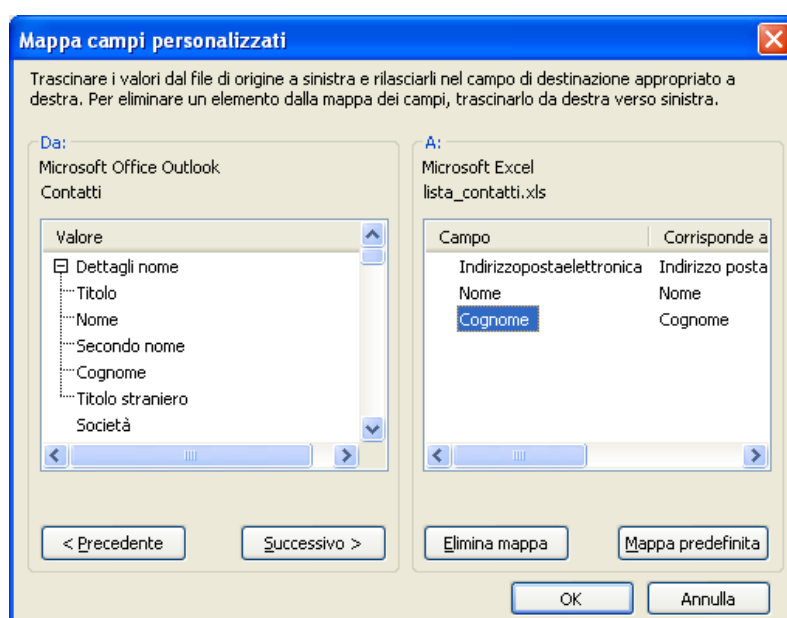 Mappa campi personalizzati
Trascinare i valori dal file di origine a sinistra e rilasciarli nel campo di destinazione appropriato a
destra. Per eliminare un elemento dalla mappa dei campi, trascinarlo da destra verso sinistra.
Da:
Microsoft Office Outlook
Contatti
Valore
Dettagli nome
Titolo
Nome
Secondo nome
Cognome
Titolo straniero
Società
< Precedente
Successivo >
A:
Microsoft Excel
lista_contatti.xls
Campo Corrisponde a
Indirizzopostaelettronica Indirizzo posta
Nome Nome
Cognome Cognome
Elimina mappa
Mappa predefinita
OK
Annulla